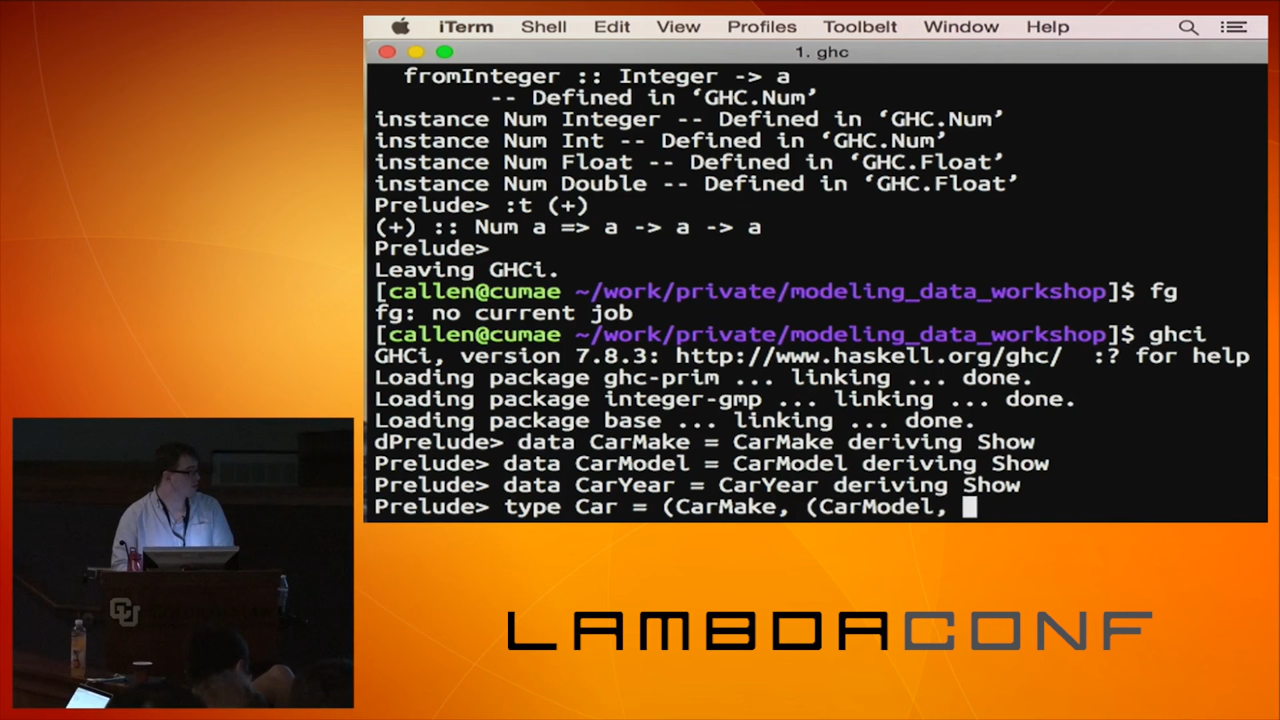 iTerm Shell Edit View Profiles Toolbelt Window Help
1. ghc
fromInteger :: Integer -> a
-- Defined in ‘GHC.Num’
instance Num Integer -- Defined in ‘GHC.Num’
instance Num Int -- Defined in ‘GHC.Num’
instance Num Float -- Defined in ‘GHC.Float’
instance Num Double -- Defined in ‘GHC.Float’
Prelude> :t (+)
(+) :: Num a => a -> a -> a
Prelude>
Leaving GHCi.
[callen@cumae ~/work/private/modeling_data_workshop]$ fg
fg: no current job
[callen@cumae ~/work/private/modeling_data_workshop]$ ghci
GHCi, version 7.8.3: http://www.haskell.org/ghc/  :? for help
Loading package ghc-prim ... linking ... done.
Loading package integer-gmp ... linking ... done.
Loading package base ... linking ... done.
dPrelude> data CarMake = CarMake deriving Show
Prelude> data CarModel = CarModel deriving Show
Prelude> data CarYear = CarYear deriving Show
Prelude> type Car = (CarMake, (CarModel,
CU
LAMBDACONF